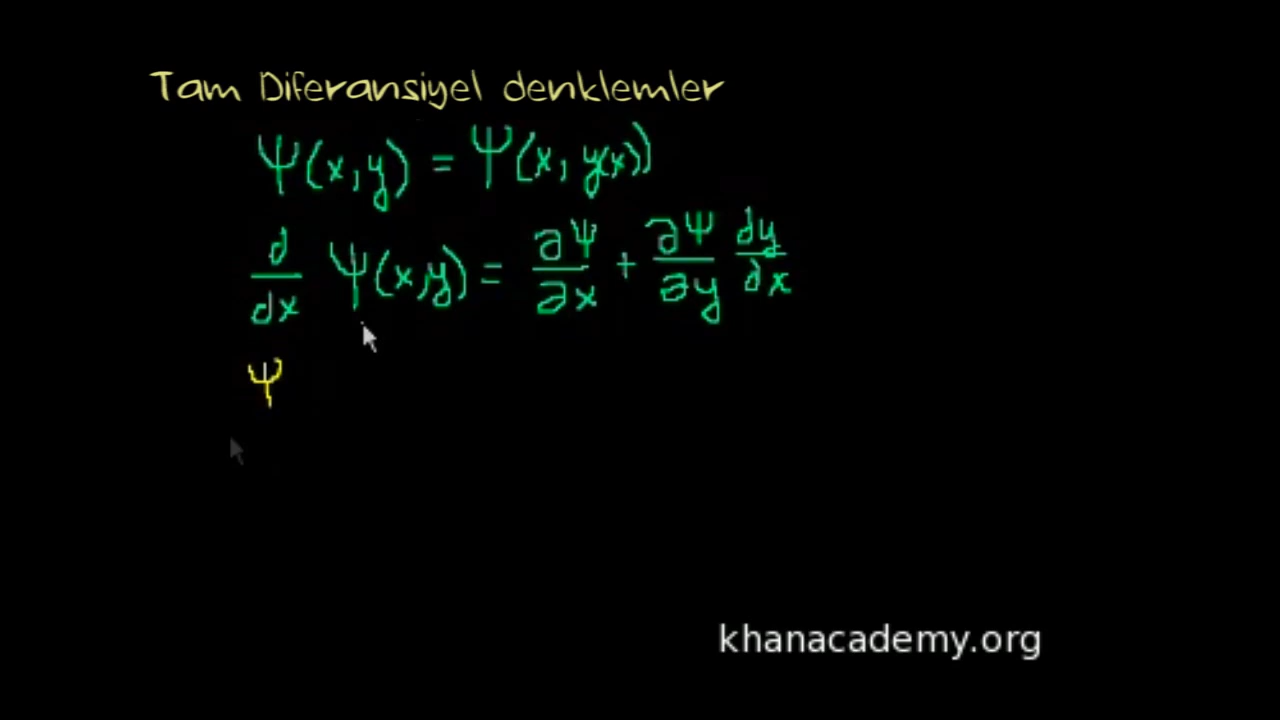 Tam Diferansiyel denklemler
Ψ(x,y) = Ψ(x, y(x))
d/dx Ψ(x,y) = ∂Ψ/∂x + ∂Ψ/∂y dy/dx
Ψ
khanacademy.org